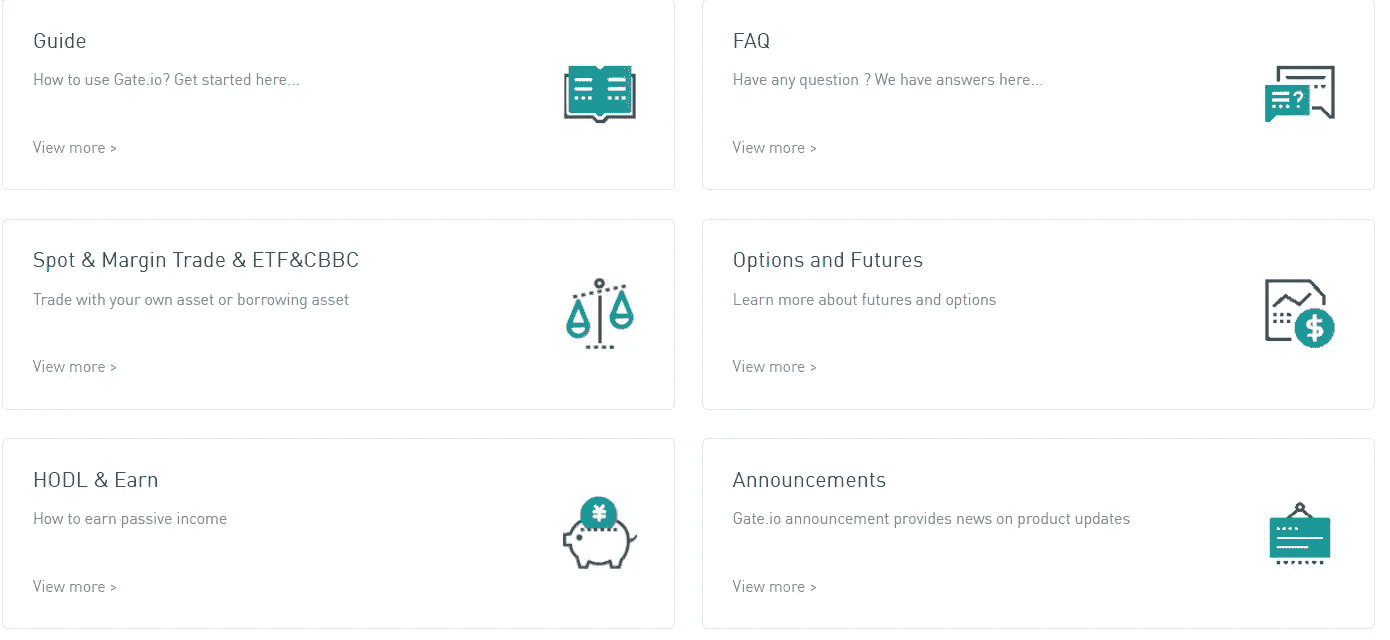 Guide
How to use Gate.io? Get started here...
View more >
FAQ
Have any question ? We have answers here...
View more >
Spot & Margin Trade & ETF&CBBC
Trade with your own asset or borrowing asset
View more >
Options and Futures
Learn more about futures and options
View more >
HODL & Earn
How to earn passive income
View more >
Announcements
Gate.io announcement provides news on product updates
View more >